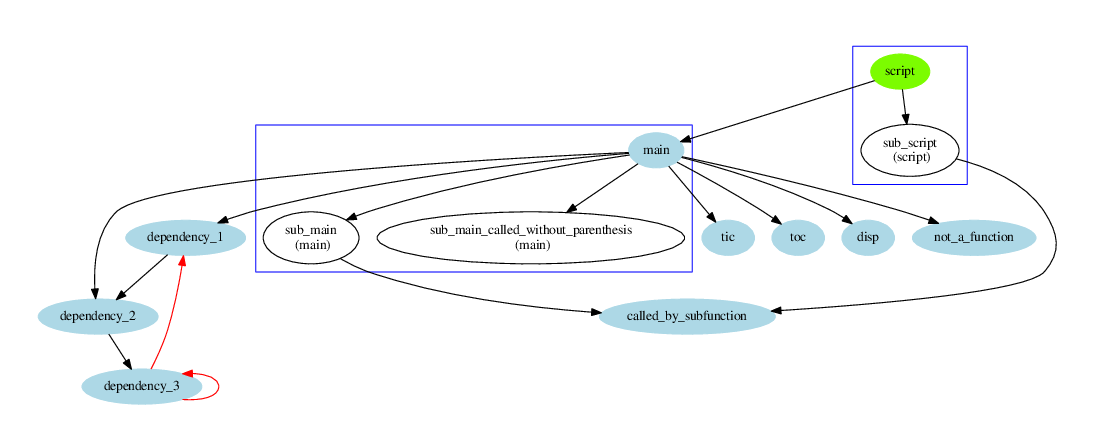 script
main
sub_script
(script)
dependency_1
sub_main
(main)
sub_main_called_without_parenthesis
(main)
tic
toc
disp
not_a_function
dependency_2
called_by_subfunction
dependency_3